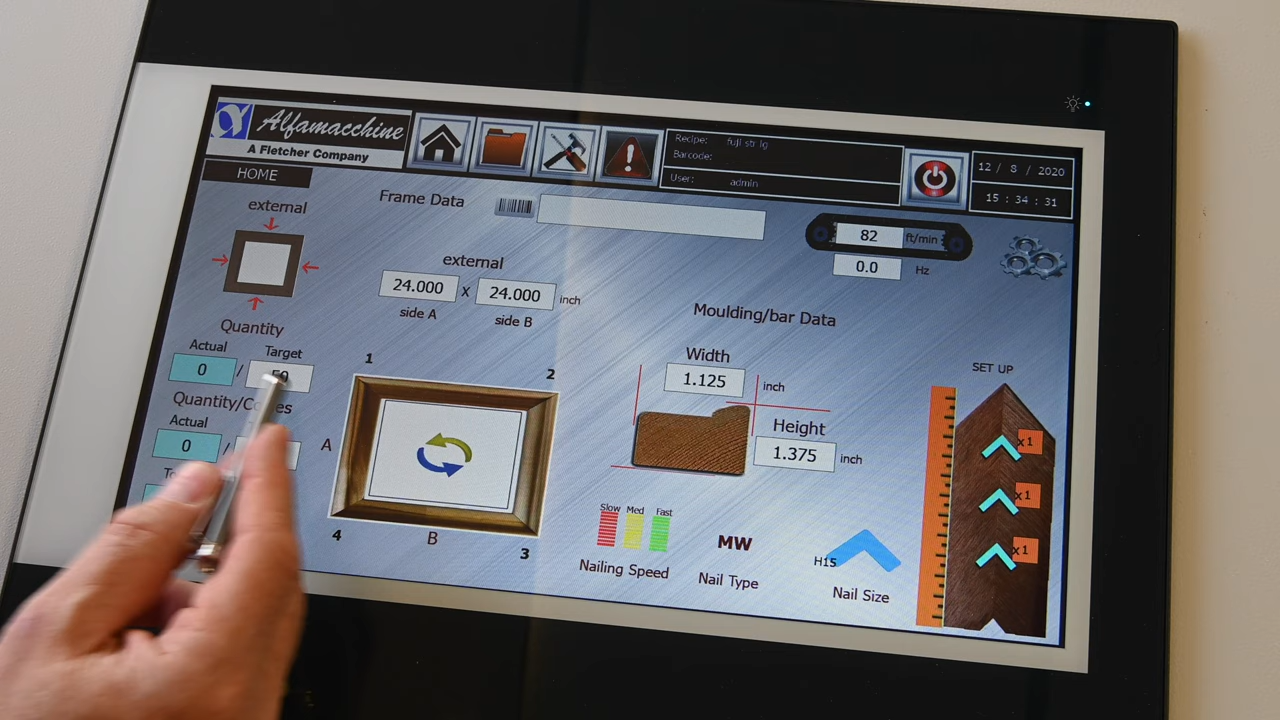 Alfamacchine
A Fletcher Company
Recipe: fuji str lg
Barcode:
User: admin
12 / 8 / 2020
15 : 34 : 31
HOME
external
Frame Data
82 ft/min
0.0 Hz
external
24.000 X 24.000 inch
side A side B
Quantity
Actual Target
0 /
Quantity/
Actual
0 /
1
2
A
4
B
3
Moulding/bar Data
Width
1.125 inch
Height
1.375 inch
Slow Med Fast
Nailing Speed
MW
Nail Type
H15
Nail Size
SET UP
x1
x1
x1